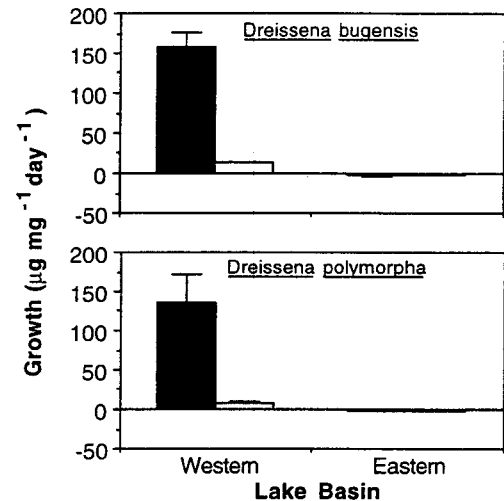 200
Dreissena bugensis
150
100
50
0
-50
200
Dreissena polymorpha
150
100
50
0
-50
Growth (µg mg⁻¹ day⁻¹)
Western Eastern
Lake Basin